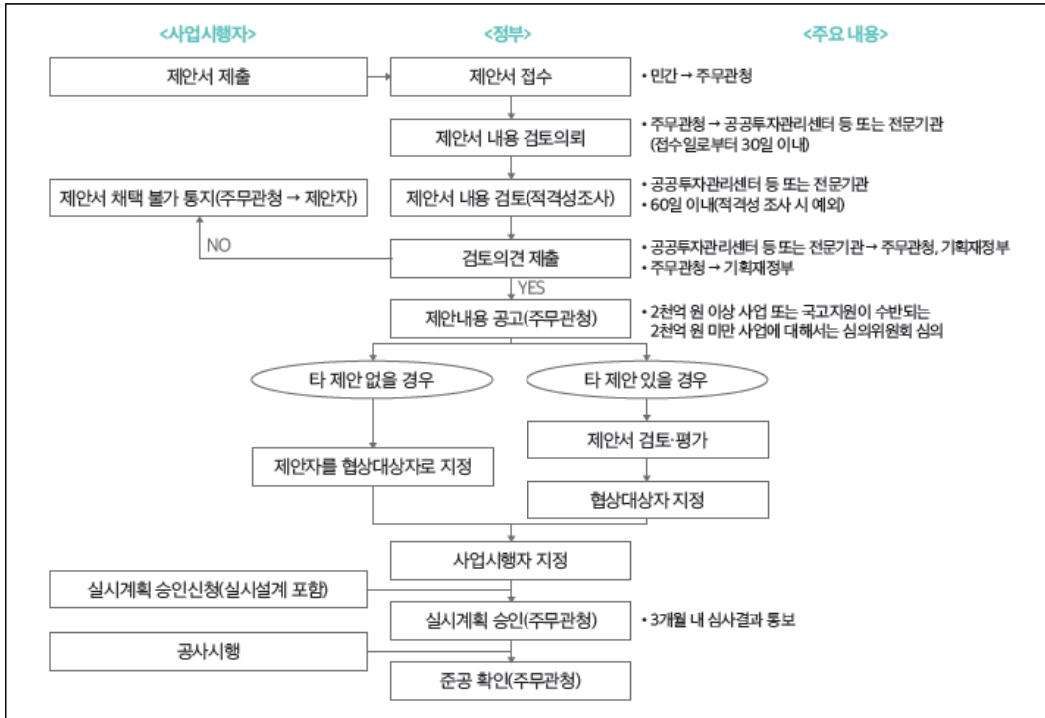 <사업시행자>
<정부>
<주요 내용>
제안서 제출
제안서 접수
• 민간 → 주무관청
제안서 내용 검토의뢰
• 주무관청 → 공공투자관리센터 등 또는 전문기관
(접수일로부터 30일 이내)
제안서 채택 불가 통지(주무관청 → 제안자)
제안서 내용 검토(적격성조사)
• 공공투자관리센터 등 또는 전문기관
• 60일 이내(적격성 조사 시 예외)
NO
검토의견 제출
• 공공투자관리센터 등 또는 전문기관 → 주무관청, 기획재정부
• 주무관청 → 기획재정부
YES
제안내용 공고(주무관청)
• 2천억 원 이상 사업 또는 국고지원이 수반되는
2천억 원 미만 사업에 대해서는 심의위원회 심의
타 제안 없을 경우
타 제안 있을 경우
제안서 검토·평가
제안자를 협상대상자로 지정
협상대상자 지정
사업시행자 지정
실시계획 승인신청(실시설계 포함)
실시계획 승인(주무관청)
• 3개월 내 심사결과 통보
공사시행
준공 확인(주무관청)